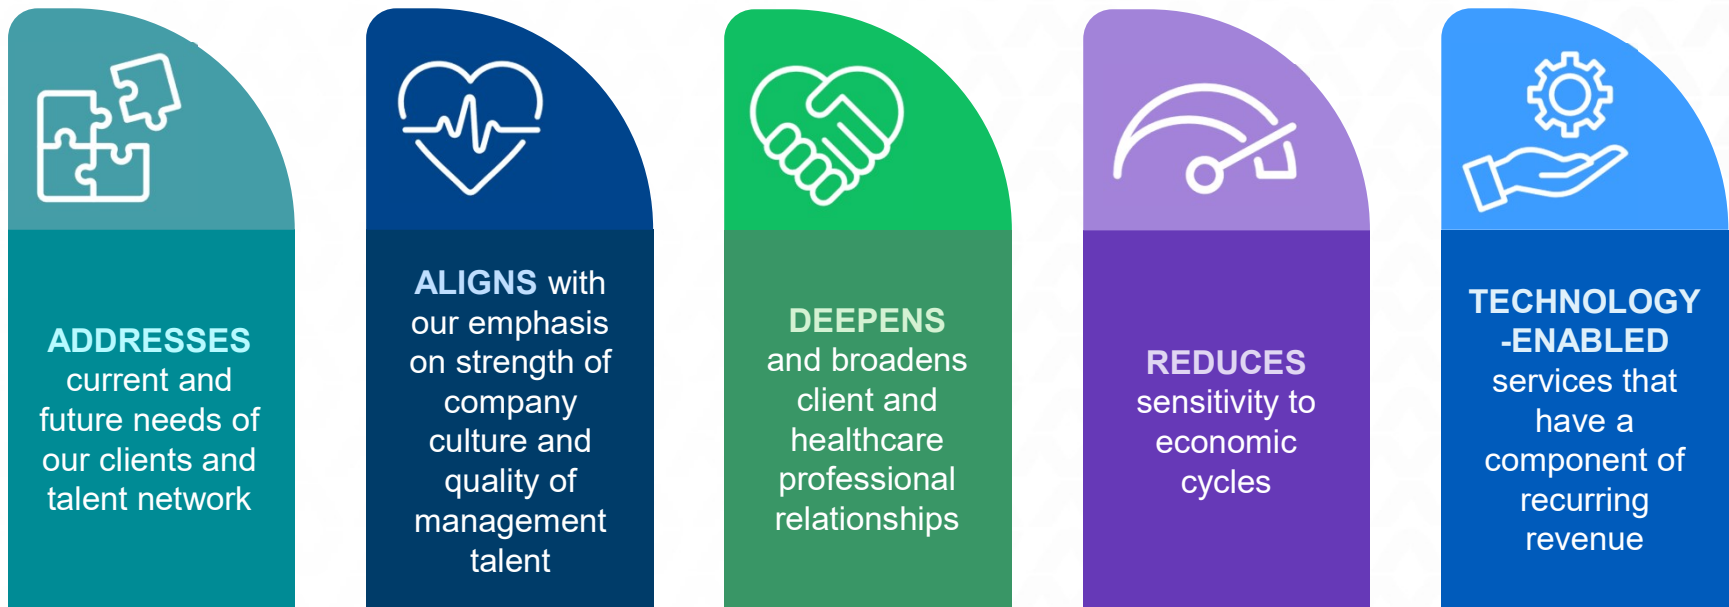 ADDRESSES
current and
future needs of
our clients and
talent network
ALIGNS with
our emphasis
on strength of
company
culture and
quality of
management
talent
DEEPENS
and broadens
client and
healthcare
professional
relationships
REDUCES
sensitivity to
economic
cycles
TECHNOLOGY
-ENABLED
services that
have a
component of
recurring
revenue